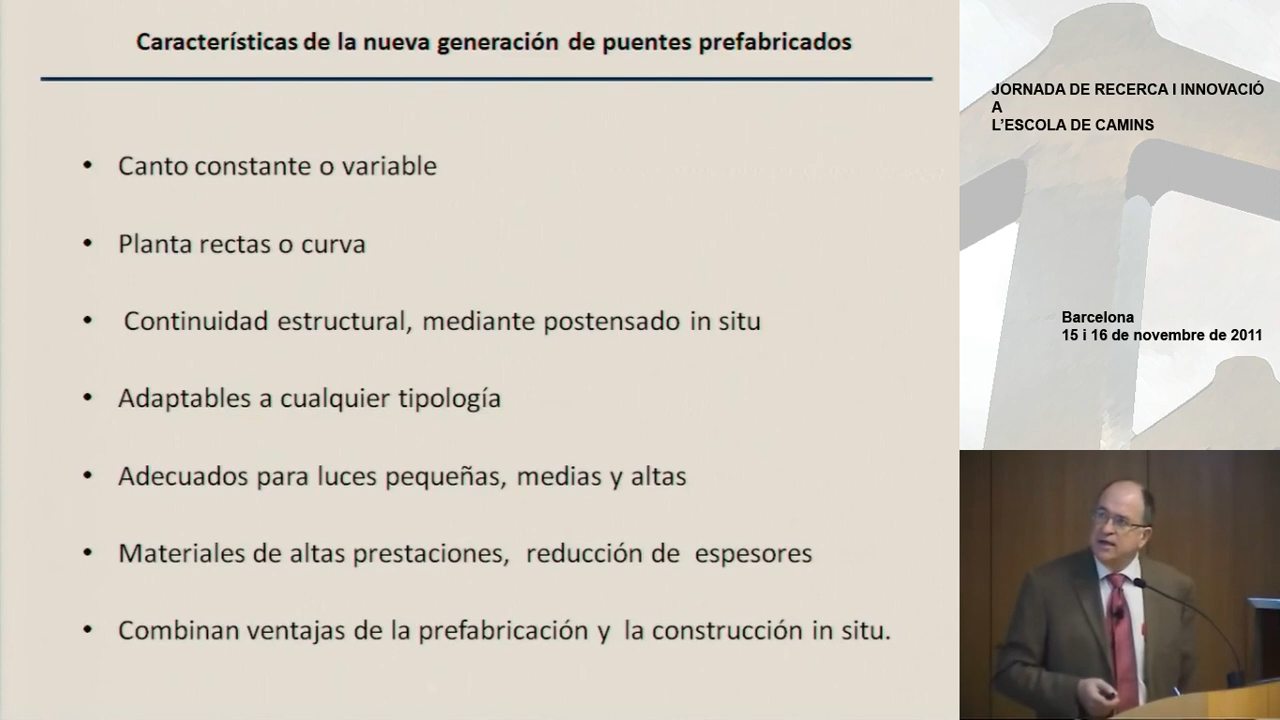 Características de la nueva generación de puentes prefabricados
• Canto constante o variable
• Planta rectas o curva
• Continuidad estructural, mediante postensado in situ
• Adaptables a cualquier tipología
• Adecuados para luces pequeñas, medias y altas
• Materiales de altas prestaciones, reducción de espesores
• Combinan ventajas de la prefabricación y la construcción in situ.
JORNADA DE RECERCA I INNOVACIÓ
A
L'ESCOLA DE CAMINS
Barcelona
15 i 16 de novembre de 2011